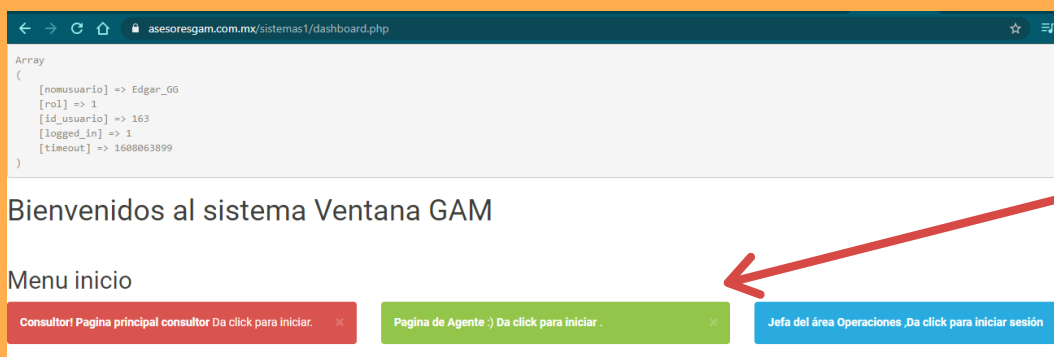 asesoresgam.com.mx/sistemas1/dashboard.php
Array
(
[nomusuario] => Edgar_GG
[rol] => 1
[id_usuario] => 163
[logged_in] => 1
[timeout] => 1608063899
)
Bienvenidos al sistema Ventana GAM
Menu inicio
Consultor! Pagina principal consultor Da click para iniciar. ×
Pagina de Agente :) Da click para iniciar . ×
Jefa del área Operaciones ,Da click para iniciar sesión